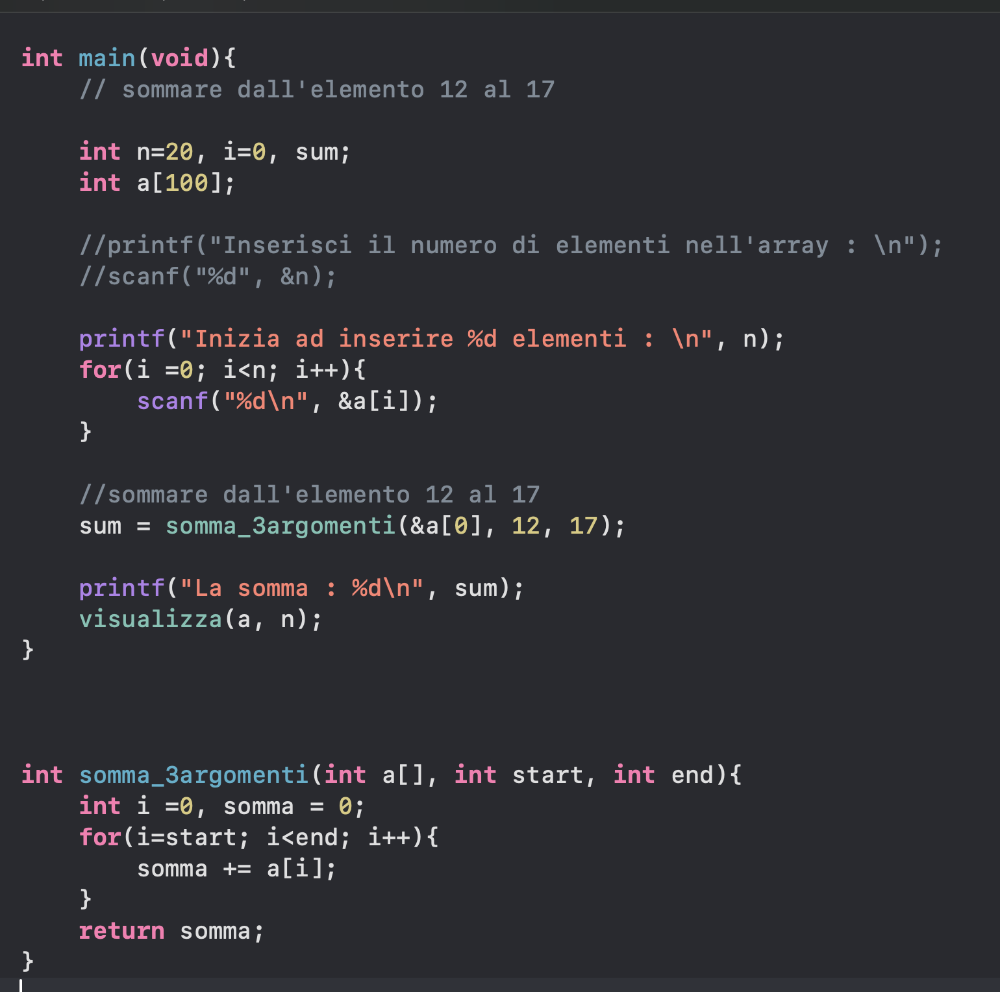 int main(void){
    // sommare dall'elemento 12 al 17
    int n=20, i=0, sum;
    int a[100];
    //printf("Inserisci il numero di elementi nell'array : \n");
    //scanf("%d", &n);
    printf("Inizia ad inserire %d elementi : \n", n);
    for(i =0; i<n; i++){
        scanf("%d\n", &a[i]);
    }
    //sommare dall'elemento 12 al 17
    sum = somma_3argomenti(&a[0], 12, 17);
    printf("La somma : %d\n", sum);
    visualizza(a, n);
}
int somma_3argomenti(int a[], int start, int end){
    int i =0, somma = 0;
    for(i=start; i<end; i++){
        somma += a[i];
    }
    return somma;
}